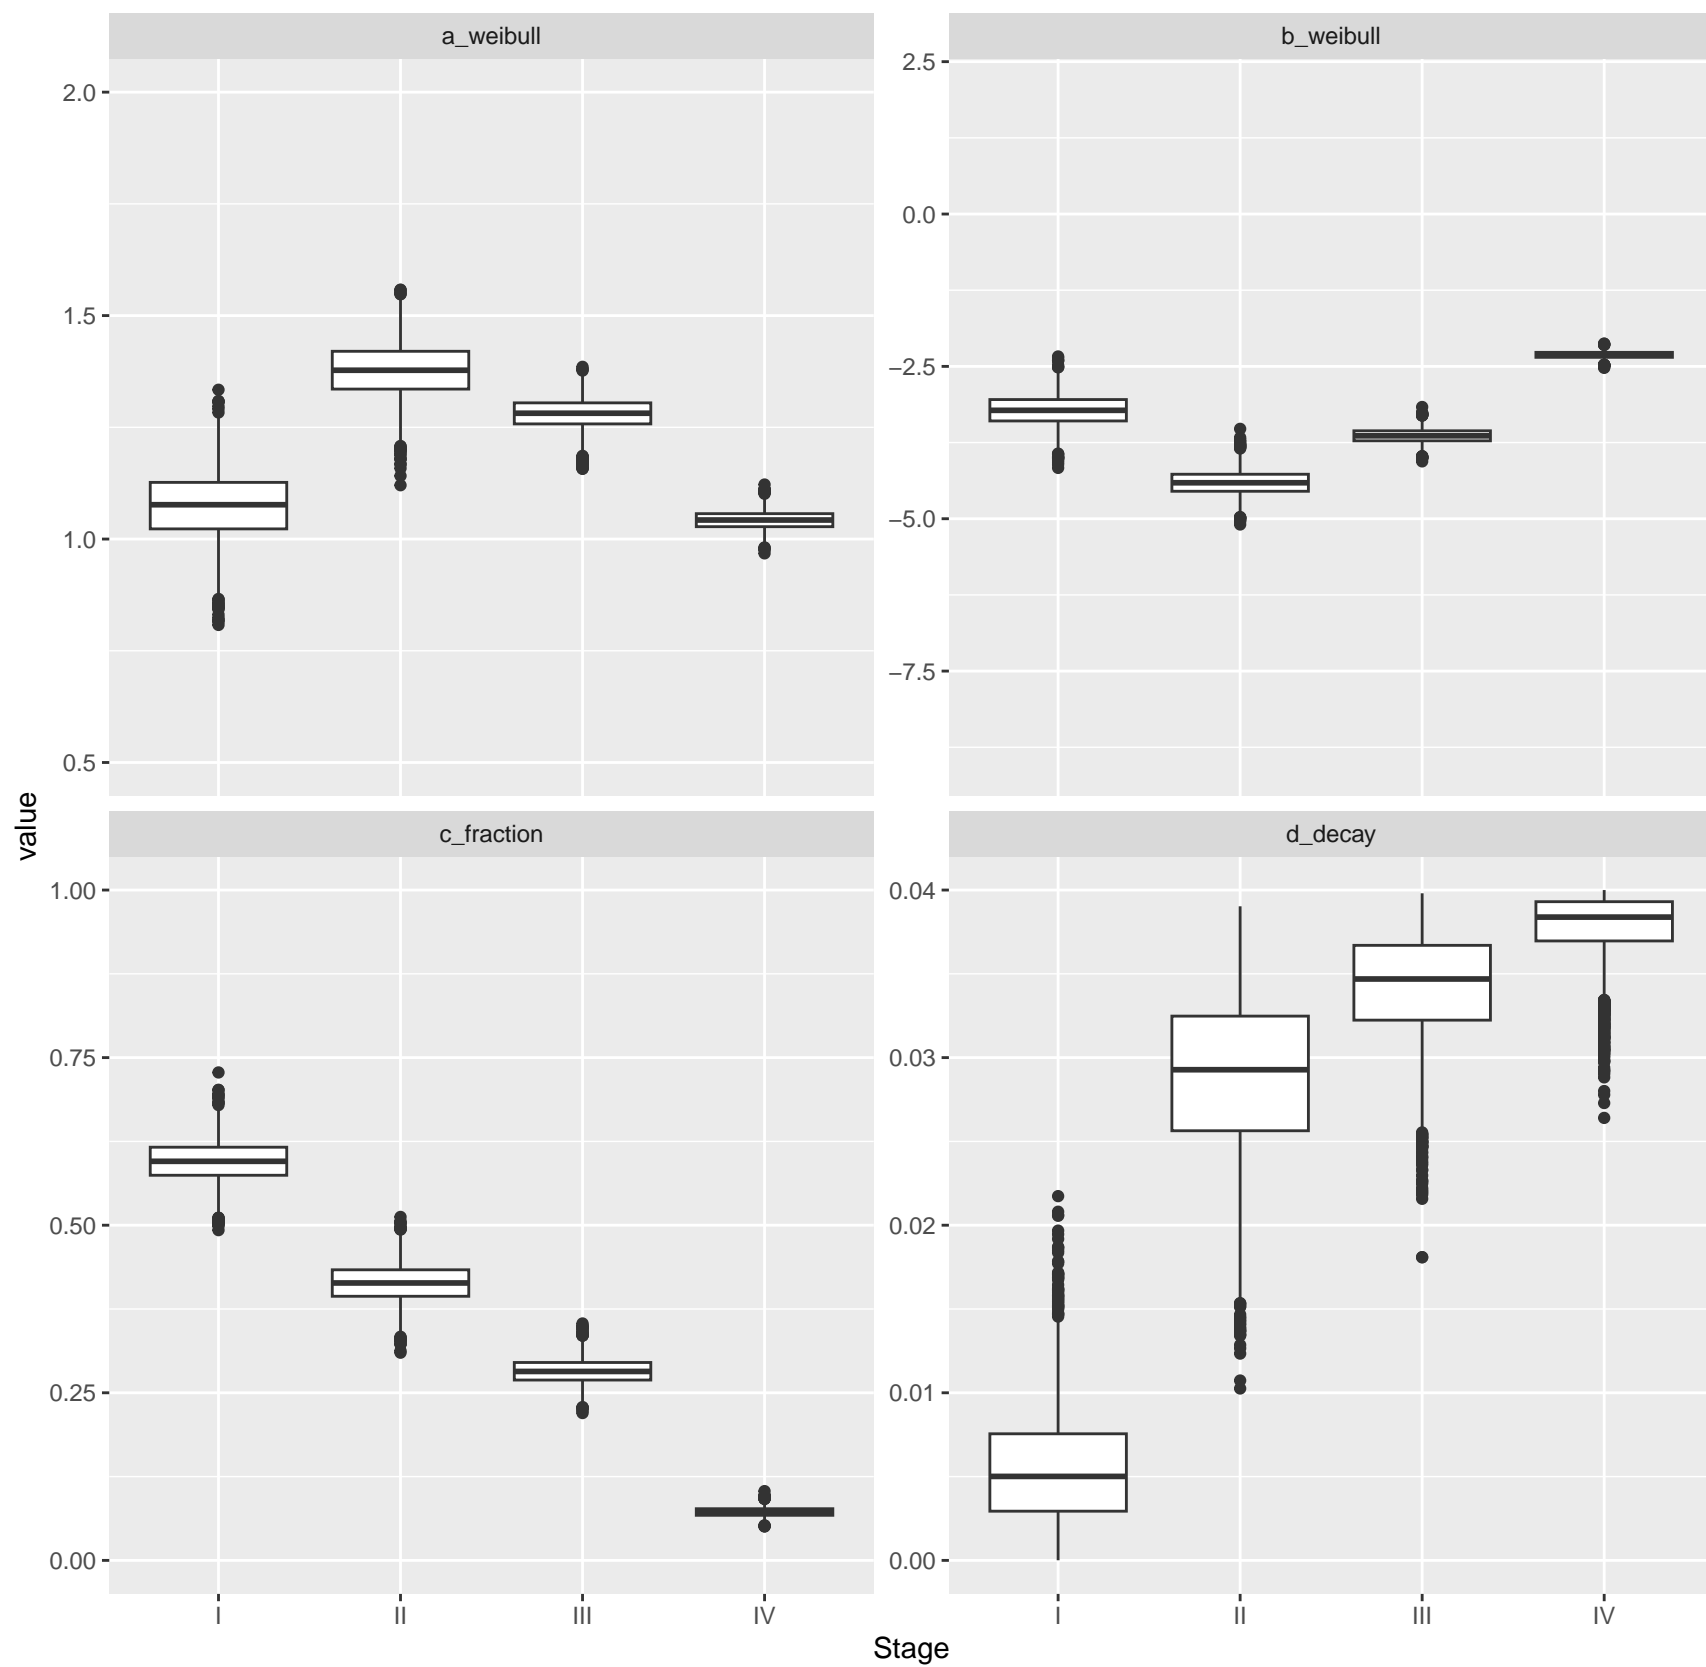 a_weibull
b_weibull
2.0
1.5
1.0
0.5
2.5
0.0
−2.5
−5.0
−7.5
value
c_fraction
d_decay
1.00
0.75
0.50
0.25
0.00
0.04
0.03
0.02
0.01
0.00
I II III IV
I II III IV
Stage